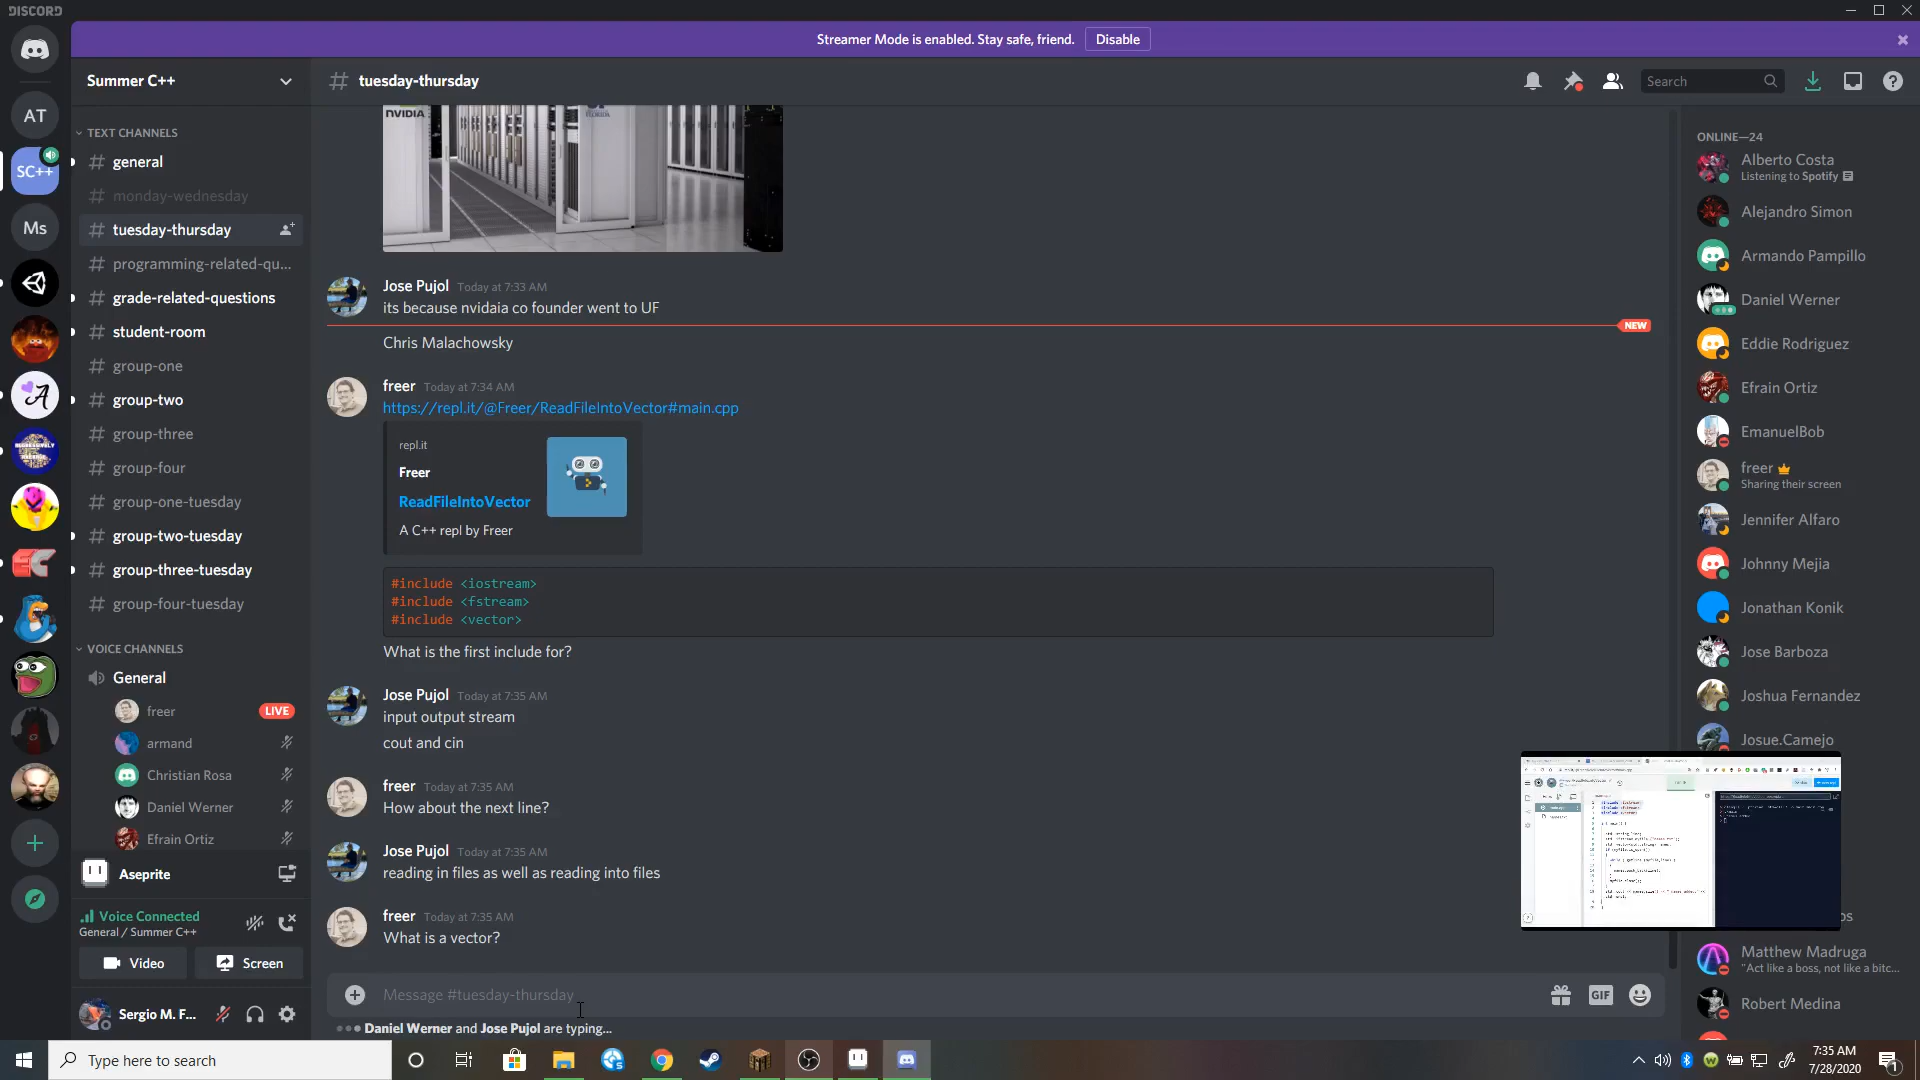 DISCORD
Streamer Mode is enabled. Stay safe, friend.
Disable
Summer C++
tuesday-thursday
Search
AT
SC++
Ms
TEXT CHANNELS
general
monday-wednesday
tuesday-thursday
programming-related-qu...
grade-related-questions
student-room
group-one
group-two
group-three
group-four
group-one-tuesday
group-two-tuesday
group-three-tuesday
group-four-tuesday
VOICE CHANNELS
General
freer
LIVE
armand
Christian Rosa
Daniel Werner
Efrain Ortiz
Aseprite
Voice Connected
General / Summer C++
Video
Screen
Sergio M. F...
NVIDIA
Jose Pujol Today at 7:33 AM
its because nvidaia co founder went to UF
NEW
Chris Malachowsky
freer Today at 7:34 AM
https://repl.it/@Freer/ReadFileIntoVector#main.cpp
repl.it
Freer
ReadFileIntoVector
A C++ repl by Freer
#include <iostream>
#include <fstream>
#include <vector>
What is the first include for?
Jose Pujol Today at 7:35 AM
input output stream
cout and cin
freer Today at 7:35 AM
How about the next line?
Jose Pujol Today at 7:35 AM
reading in files as well as reading into files
freer Today at 7:35 AM
What is a vector?
Message #tuesday-thursday
GIF
Daniel Werner and Jose Pujol are typing...
ONLINE—24
Alberto Costa
Listening to Spotify
Alejandro Simon
Armando Pampillo
Daniel Werner
Eddie Rodriguez
Efrain Ortiz
EmanuelBob
freer
Sharing their screen
Jennifer Alfaro
Johnny Mejia
Jonathan Konik
Jose Barboza
Joshua Fernandez
Josue.Camejo
Matthew Madruga
"Act like a boss, not like a bitc...
Robert Medina
Type here to search
7:35 AM
7/28/2020